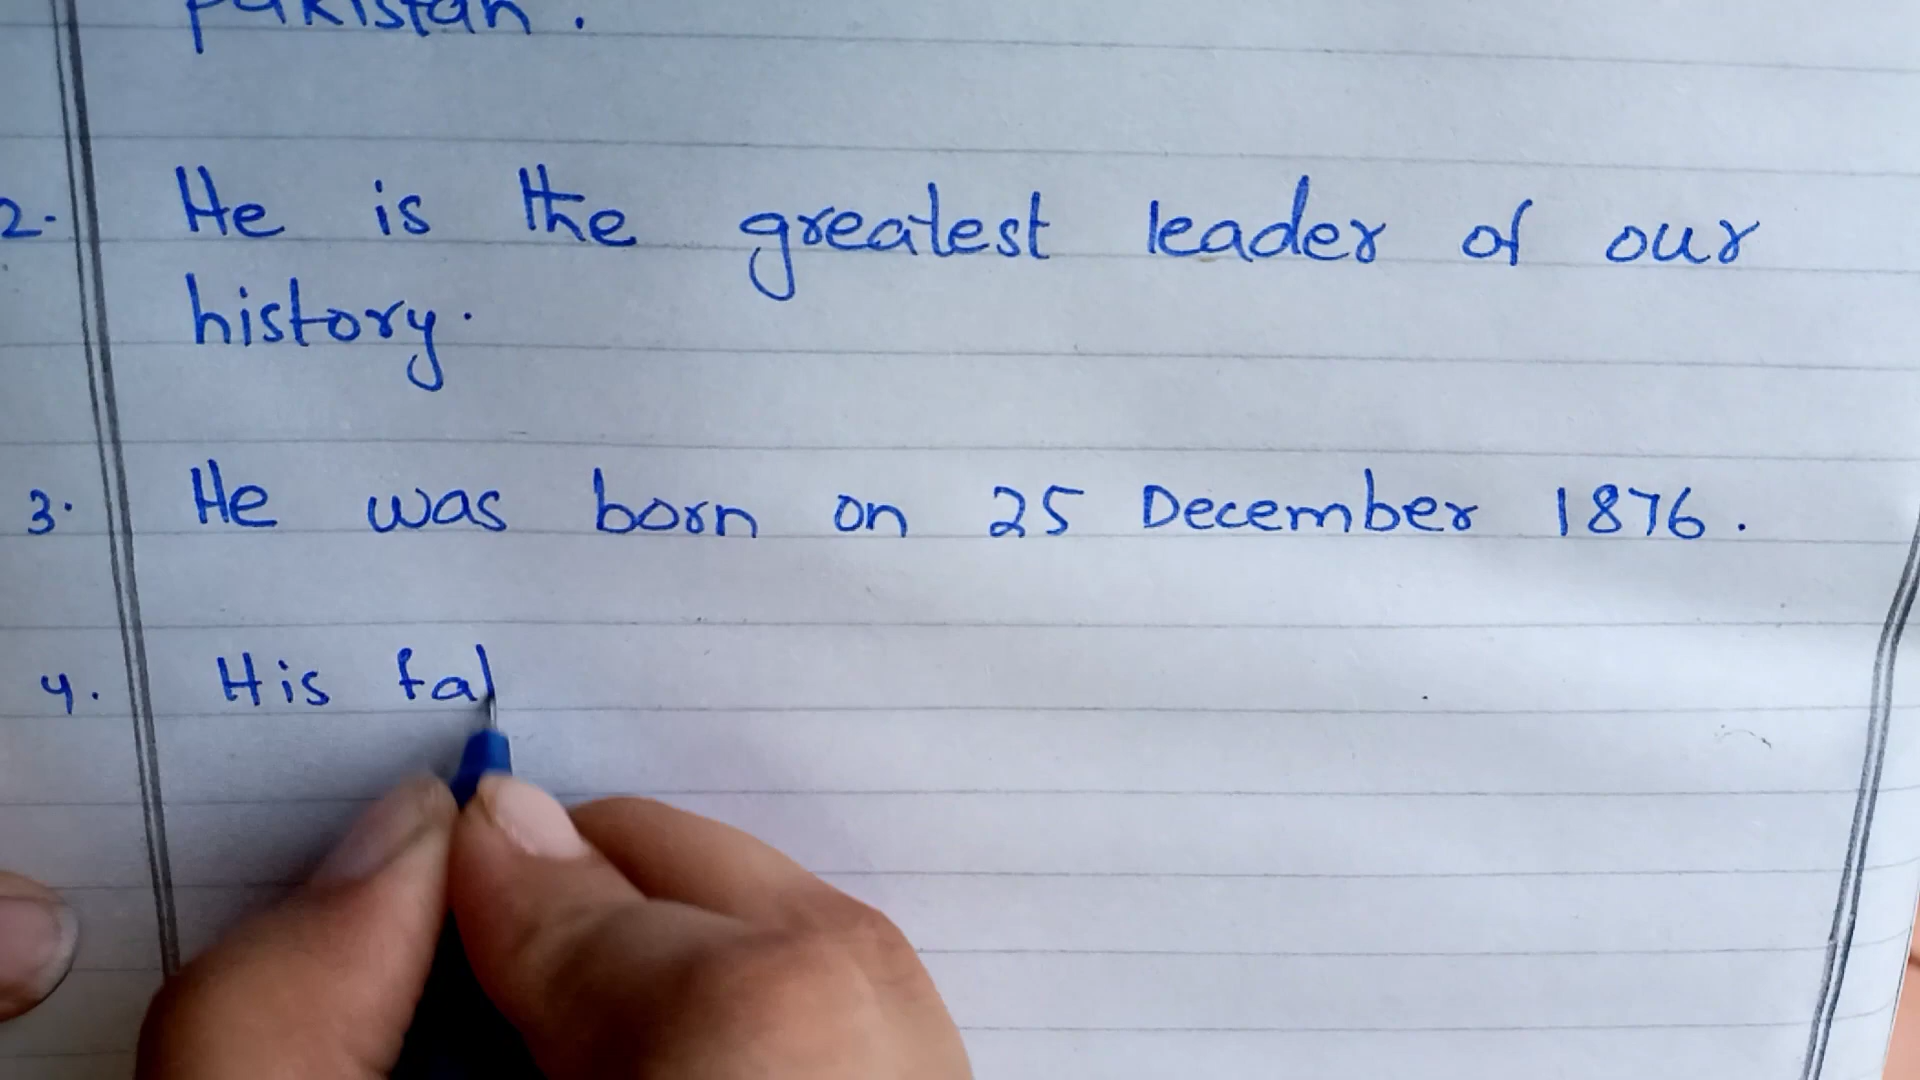 pakistan.
2. He is the greatest leader of our
history.
3. He was born on 25 December 1876.
4. His